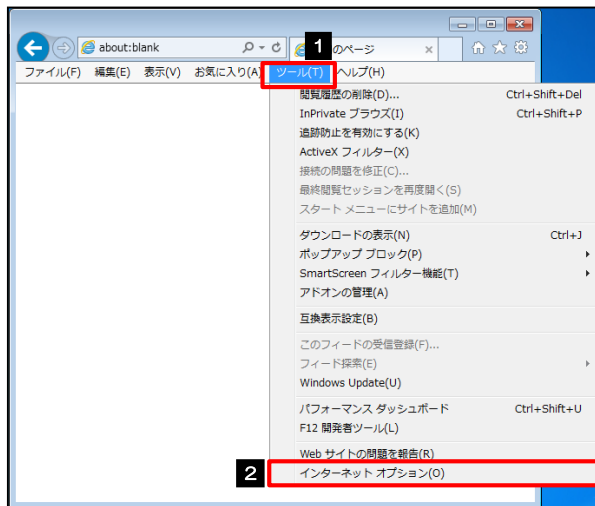 about:blank
1
のページ
ファイル(F) 編集(E) 表示(V) お気に入り(A) ツール(T) ヘルプ(H)
閲覧履歴の削除(D)... Ctrl+Shift+Del
InPrivate ブラウズ(I) Ctrl+Shift+P
追跡防止を有効にする(K)
ActiveX フィルター(X)
接続の問題を修正(C)...
最終閲覧セッションを再度開く(S)
スタート メニューにサイトを追加(M)
ダウンロードの表示(N) Ctrl+J
ポップアップ ブロック(P)
SmartScreen フィルター機能(T)
アドオンの管理(A)
互換表示設定(B)
このフィードの受信登録(F)...
フィード探索(E)
Windows Update(U)
パフォーマンス ダッシュボード Ctrl+Shift+U
F12 開発者ツール(L)
Web サイトの問題を報告(R)
2 インターネット オプション(O)